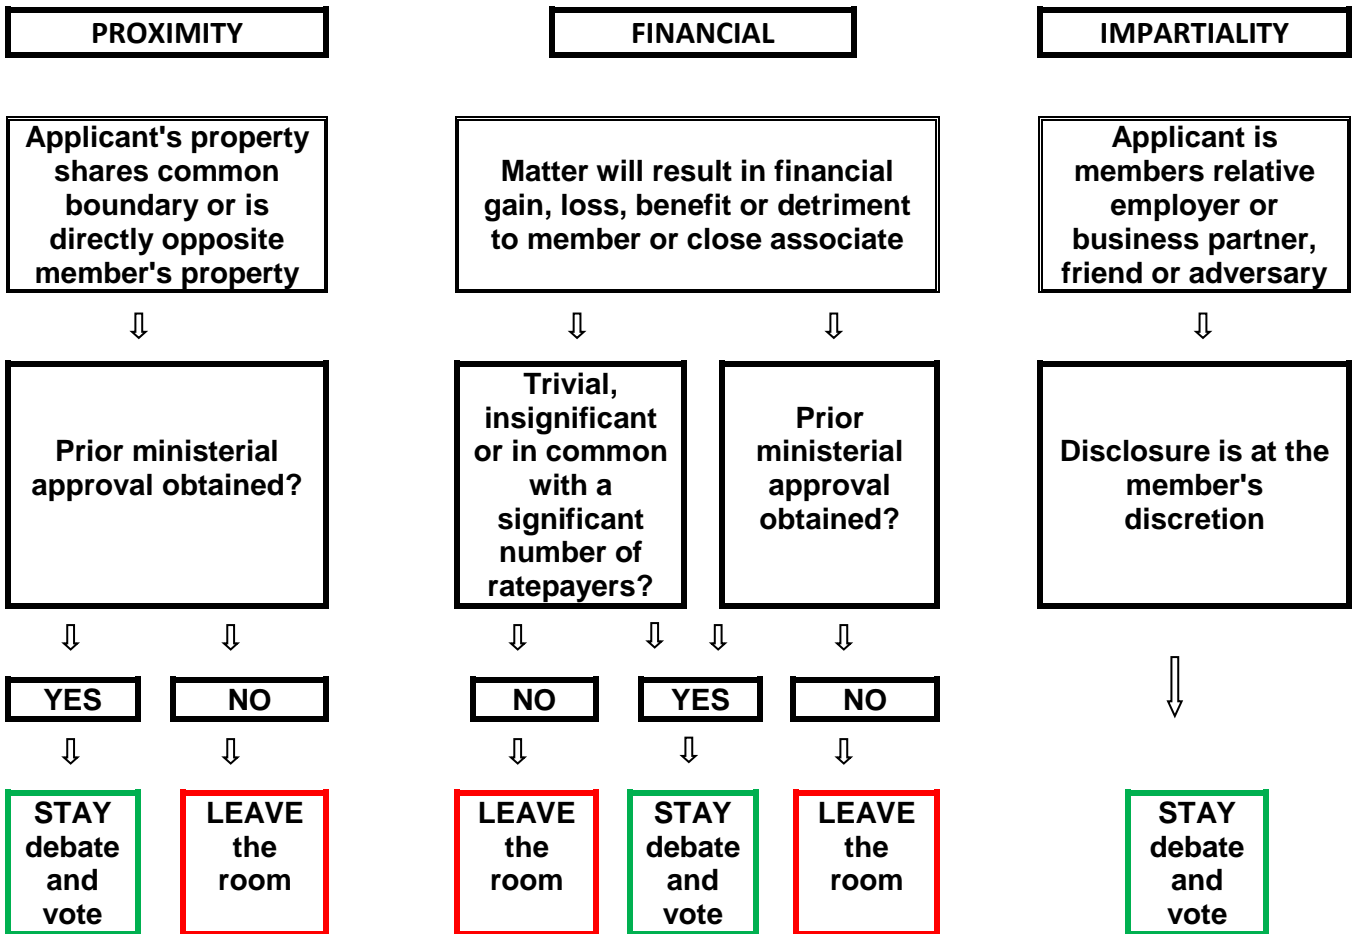 PROXIMITY
FINANCIAL
IMPARTIALITY
Applicant's property
shares common
boundary or is
directly opposite
member's property
Matter will result in financial
gain, loss, benefit or detriment
to member or close associate
Applicant is
members relative
employer or
business partner,
friend or adversary
Prior ministerial
approval obtained?
Trivial,
insignificant
or in common
with a
significant
number of
ratepayers?
Prior
ministerial
approval
obtained?
Disclosure is at the
member's
discretion
YES
NO
NO
YES
NO
STAY
debate
and
vote
LEAVE
the
room
LEAVE
the
room
STAY
debate
and
vote
LEAVE
the
room
STAY
debate
and
vote